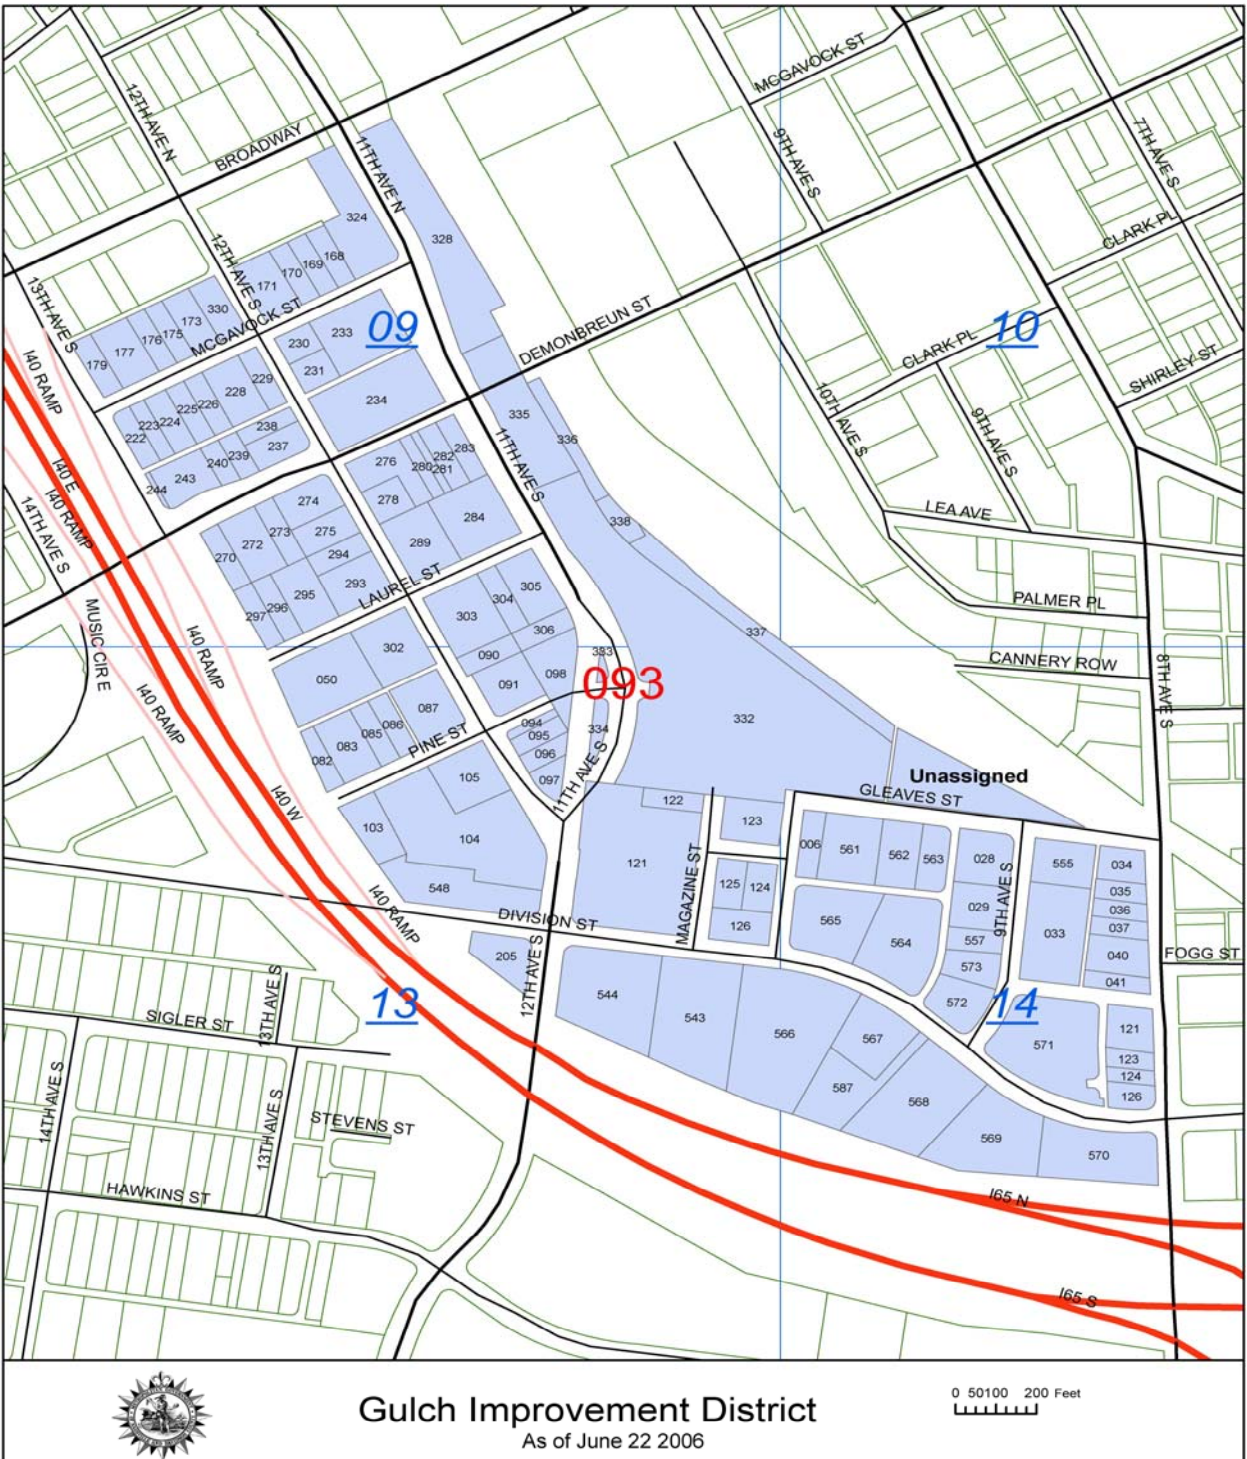 MCGAVOCK ST
12TH AVE N
BROADWAY
11TH AVE N
9TH AVE S
7TH AVE S
324
328
CLARK PL
12TH AVE S
168
169
170
171
13TH AVE S
330
MCGAVOCK ST
173
175
176
177
179
233
230
231
09
DEMONBREUN ST
10
CLARK PL
SHIRLEY ST
I40 RAMP
229
228
226
225
224
223
222
234
10TH AVE S
9TH AVE S
335
336
238
237
239
240
243
244
283
282
281
280
276
278
11TH AVE S
I40 E
I40 RAMP
14TH AVE S
274
273
275
272
270
284
289
338
LEA AVE
294
293
295
296
297
LAUREL ST
305
304
303
306
PALMER PL
MUSIC CIR E
I40 RAMP
302
090
098
333
337
CANNERY ROW
8TH AVE S
050
091
093
I40 RAMP
087
086
085
083
082
PINE ST
094
095
096
097
334
332
11TH AVE S
Unassigned
GLEAVES ST
105
122
123
I40 W
103
104
121
006
561
562
563
028
555
034
MAGAZINE ST
125
124
035
548
029
9TH AVE S
036
I40 RAMP
DIVISION ST
126
565
564
557
033
037
205
12TH AVE S
573
040
FOGG ST
041
13
544
543
572
14
13TH AVE S
SIGLER ST
566
567
571
121
123
124
126
14TH AVE S
13TH AVE S
STEVENS ST
587
568
569
570
HAWKINS ST
I65 N
I65 S
Gulch Improvement District
As of June 22 2006
0 50100 200 Feet